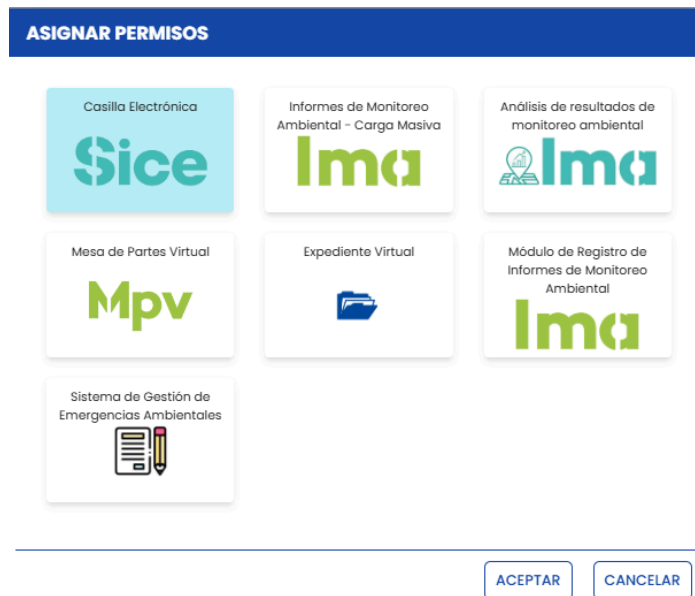 ASIGNAR PERMISOS
Casilla Electrónica
Sice
Informes de Monitoreo
Ambiental - Carga Masiva
Ima
Análisis de resultados de
monitoreo ambiental
Ima
Mesa de Partes Virtual
Mpv
Expediente Virtual
Módulo de Registro de
Informes de Monitoreo
Ambiental
Ima
Sistema de Gestión de
Emergencias Ambientales
ACEPTAR
CANCELAR